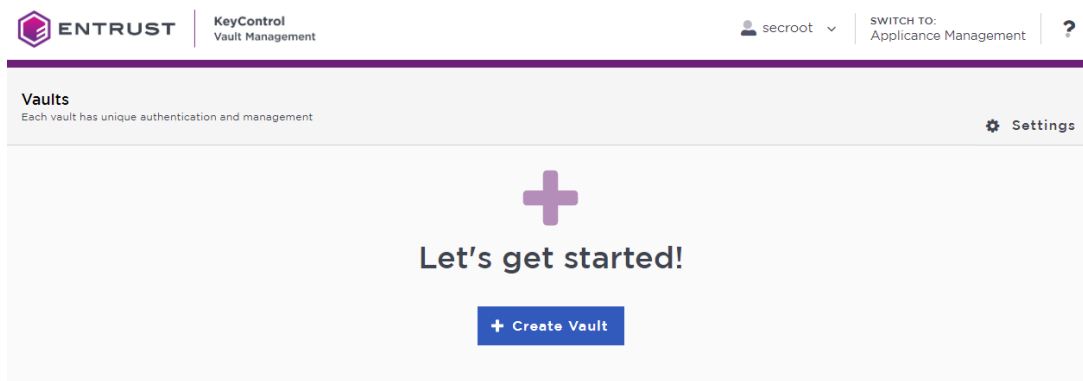 ENTRUST
KeyControl
Vault Management
secroot
SWITCH TO:
Applicance Management
?
Vaults
Each vault has unique authentication and management
Settings
Let's get started!
+ Create Vault